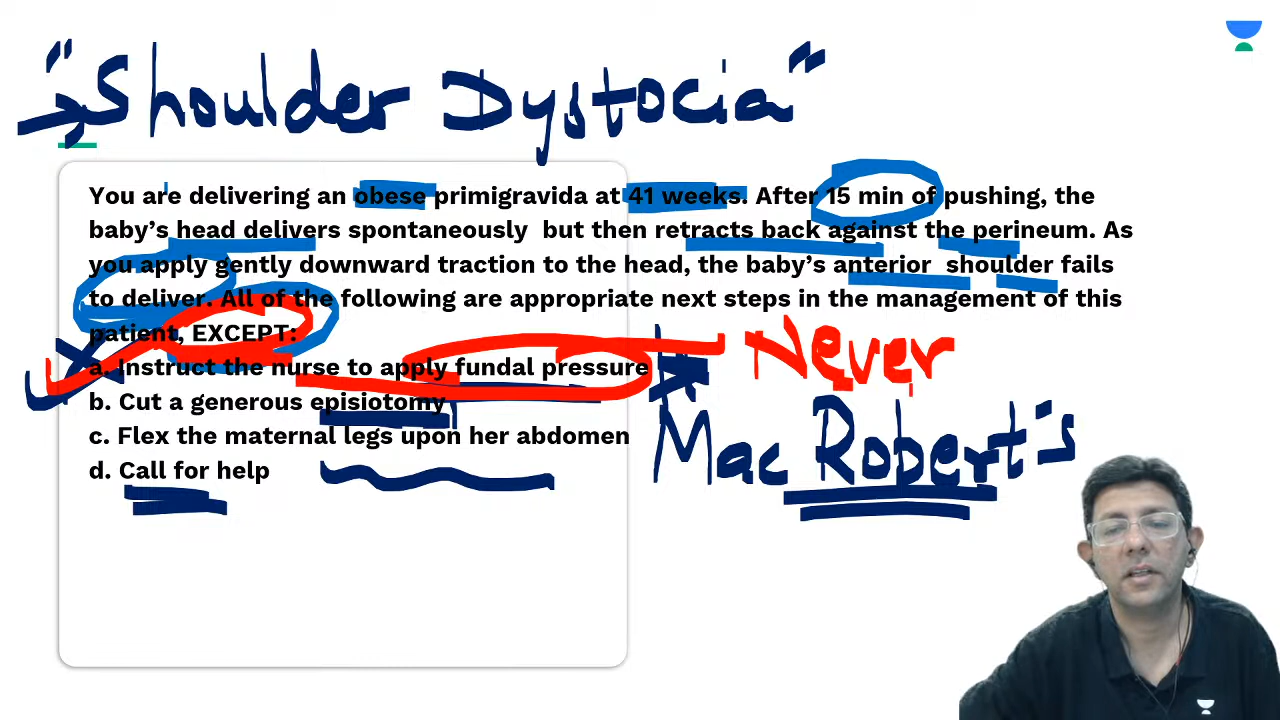 "Shoulder Dystocia"
You are delivering an obese primigravida at 41 weeks. After 15 min of pushing, the
baby’s head delivers spontaneously but then retracts back against the perineum. As
you apply gently downward traction to the head, the baby’s anterior shoulder fails
to deliver. All of the following are appropriate next steps in the management of this
patient, EXCEPT:
a. Instruct the nurse to apply fundal pressure
Never
b. Cut a generous episiotomy
c. Flex the maternal legs upon her abdomen
Mac Robert's
d. Call for help